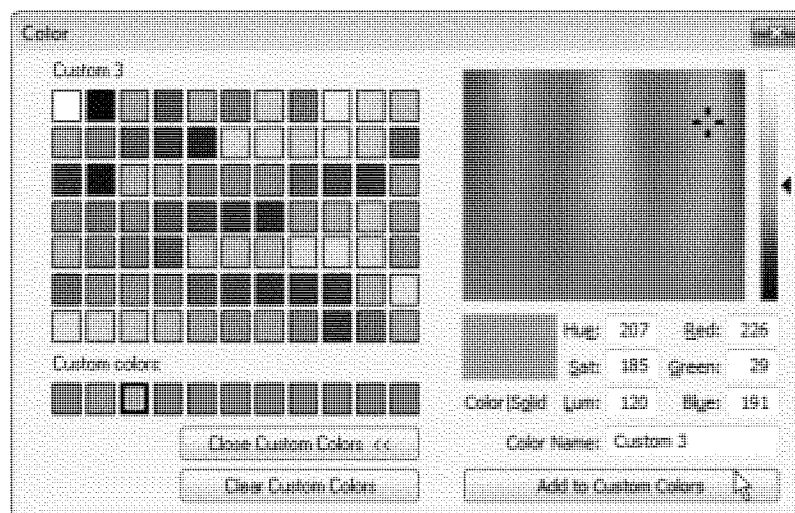 Color
Custom 3
Custom colors
Hue: 207 Red: 226
Sat: 185 Green: 29
Color|Solid Lum: 120 Blue: 191
Close Custom Colors << Color Name: Custom 3
Clear Custom Colors Add to Custom Colors